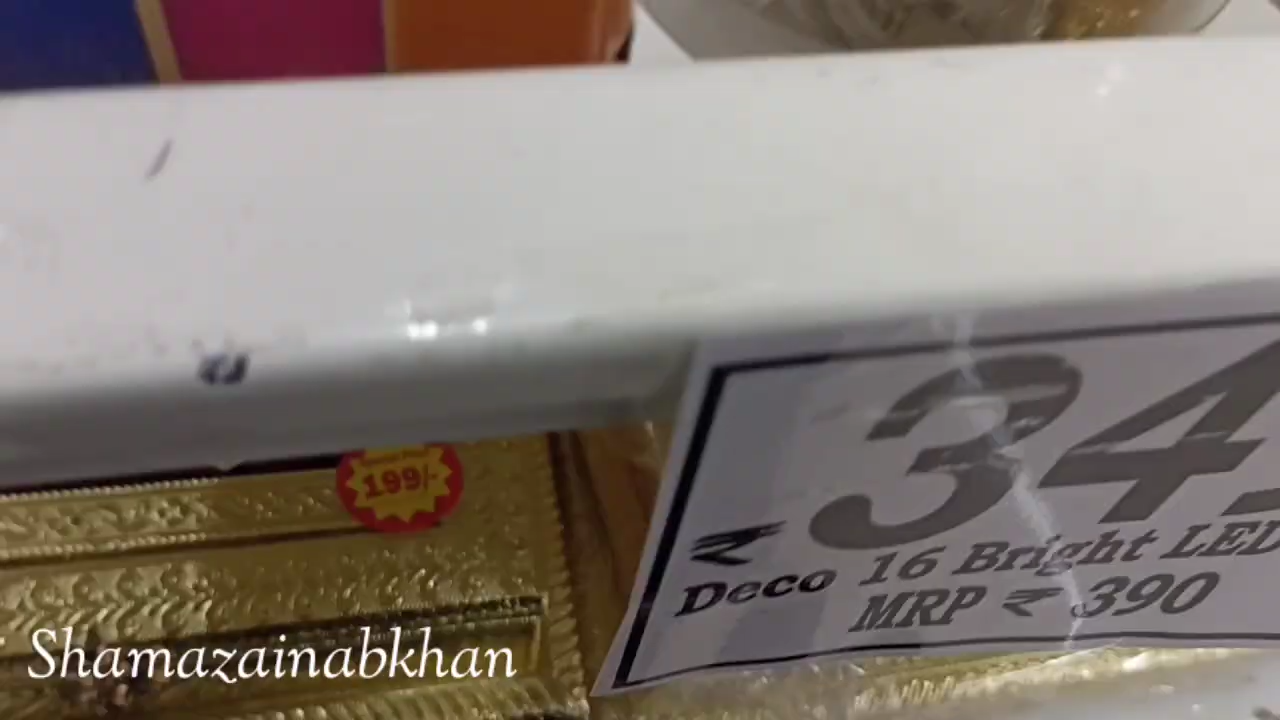 199/-
₹ 34
Deco 16 Bright LED
MRP ₹ 390
Shamazainabkhan